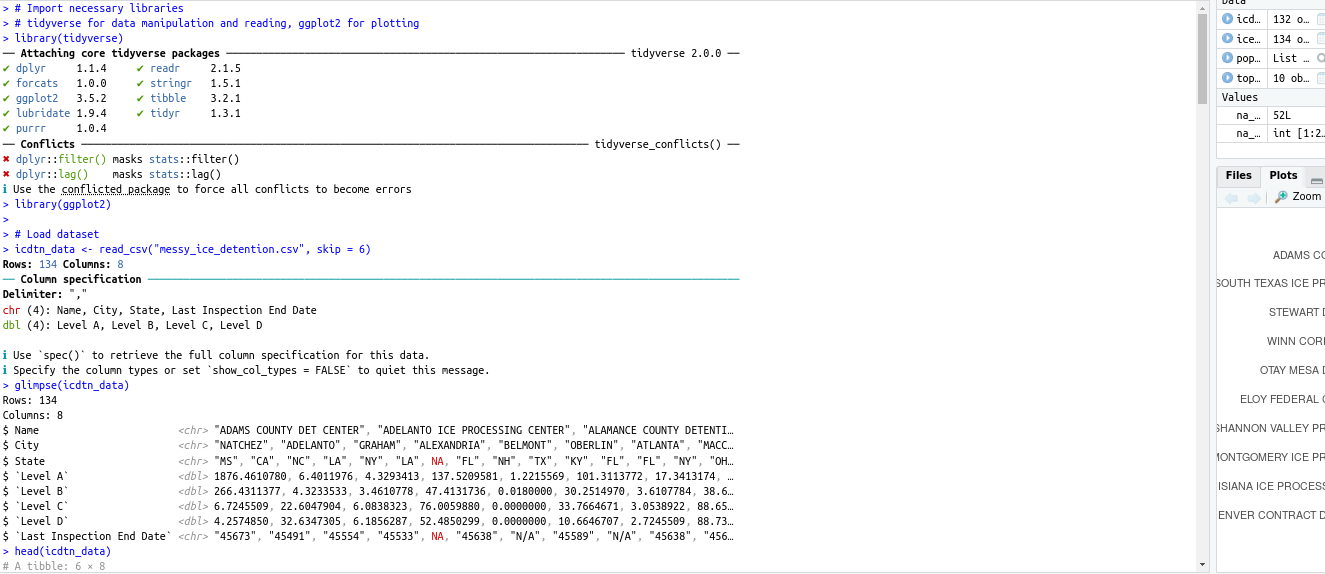 > # Import necessary libraries
> # tidyverse for data manipulation and reading, ggplot2 for plotting
> library(tidyverse)
── Attaching core tidyverse packages ── tidyverse 2.0.0 ──
✔ dplyr 1.1.4 ✔ readr 2.1.5
✔ forcats 1.0.0 ✔ stringr 1.5.1
✔ ggplot2 3.5.2 ✔ tibble 3.2.1
✔ lubridate 1.9.4 ✔ tidyr 1.3.1
✔ purrr 1.0.4
── Conflicts ── tidyverse_conflicts() ──
✖ dplyr::filter() masks stats::filter()
✖ dplyr::lag() masks stats::lag()
ℹ Use the conflicted package to force all conflicts to become errors
> library(ggplot2)
>
> # Load dataset
> icdtn_data <- read_csv("messy_ice_detention.csv", skip = 6)
Rows: 134 Columns: 8
── Column specification ──
Delimiter: ","
chr (4): Name, City, State, Last Inspection End Date
dbl (4): Level A, Level B, Level C, Level D
ℹ Use `spec()` to retrieve the full column specification for this data.
ℹ Specify the column types or set `show_col_types = FALSE` to quiet this message.
> glimpse(icdtn_data)
Rows: 134
Columns: 8
$ Name <chr> "ADAMS COUNTY DET CENTER", "ADELANTO ICE PROCESSING CENTER", "ALAMANCE COUNTY DETENTI…
$ City <chr> "NATCHEZ", "ADELANTO", "GRAHAM", "ALEXANDRIA", "BELMONT", "OBERLIN", "ATLANTA", "MACC…
$ State <chr> "MS", "CA", "NC", "LA", "NY", "LA", NA, "FL", "NH", "TX", "KY", "FL", "FL", "NY", "OH…
$ `Level A` <dbl> 1876.4610780, 6.4011976, 4.3293413, 137.5209581, 1.2215569, 101.3113772, 17.3413174, …
$ `Level B` <dbl> 266.4311377, 4.3233533, 3.4610778, 47.4131736, 0.0180000, 30.2514970, 3.6107784, 38.6…
$ `Level C` <dbl> 6.7245509, 22.6047904, 6.0838323, 76.0059880, 0.0000000, 33.7664671, 3.0538922, 88.65…
$ `Level D` <dbl> 4.2574850, 32.6347305, 6.1856287, 52.4850299, 0.0000000, 10.6646707, 2.7245509, 88.73…
$ `Last Inspection End Date` <chr> "45673", "45491", "45554", "45533", NA, "45638", "N/A", "45589", "N/A", "45638", "456…
> head(icdtn_data)
# A tibble: 6 × 8
Data
icd… 132 o…
ice… 134 o…
pop… List …
top… 10 ob…
Values
na_… 52L
na_… int [1:2…
Files Plots
Zoom
ADAMS CO
SOUTH TEXAS ICE PR
STEWART D
WINN CORR
OTAY MESA D
ELOY FEDERAL C
SHANNON VALLEY PR
MONTGOMERY ICE PR
ISIANA ICE PROCESS
ENVER CONTRACT D